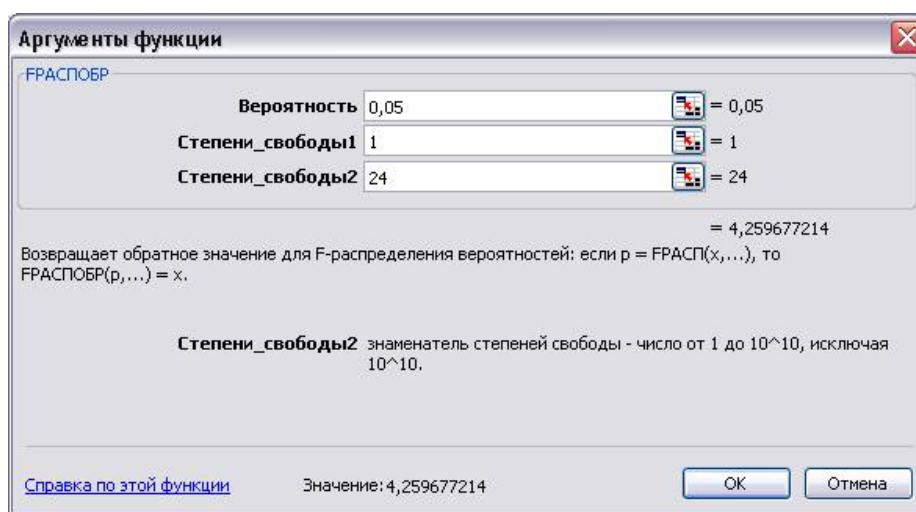 Аргументы функции
FРАСПОБР
Вероятность 0,05 = 0,05
Степени_свободы1 1 = 1
Степени_свободы2 24 = 24
= 4,259677214
Возвращает обратное значение для F-распределения вероятностей: если p = FРАСП(x,...), то
FРАСПОБР(p,...) = x.
Степени_свободы2 знаменатель степеней свободы - число от 1 до 10^10, исключая
10^10.
Справка по этой функции Значение:4,259677214 ОК Отмена